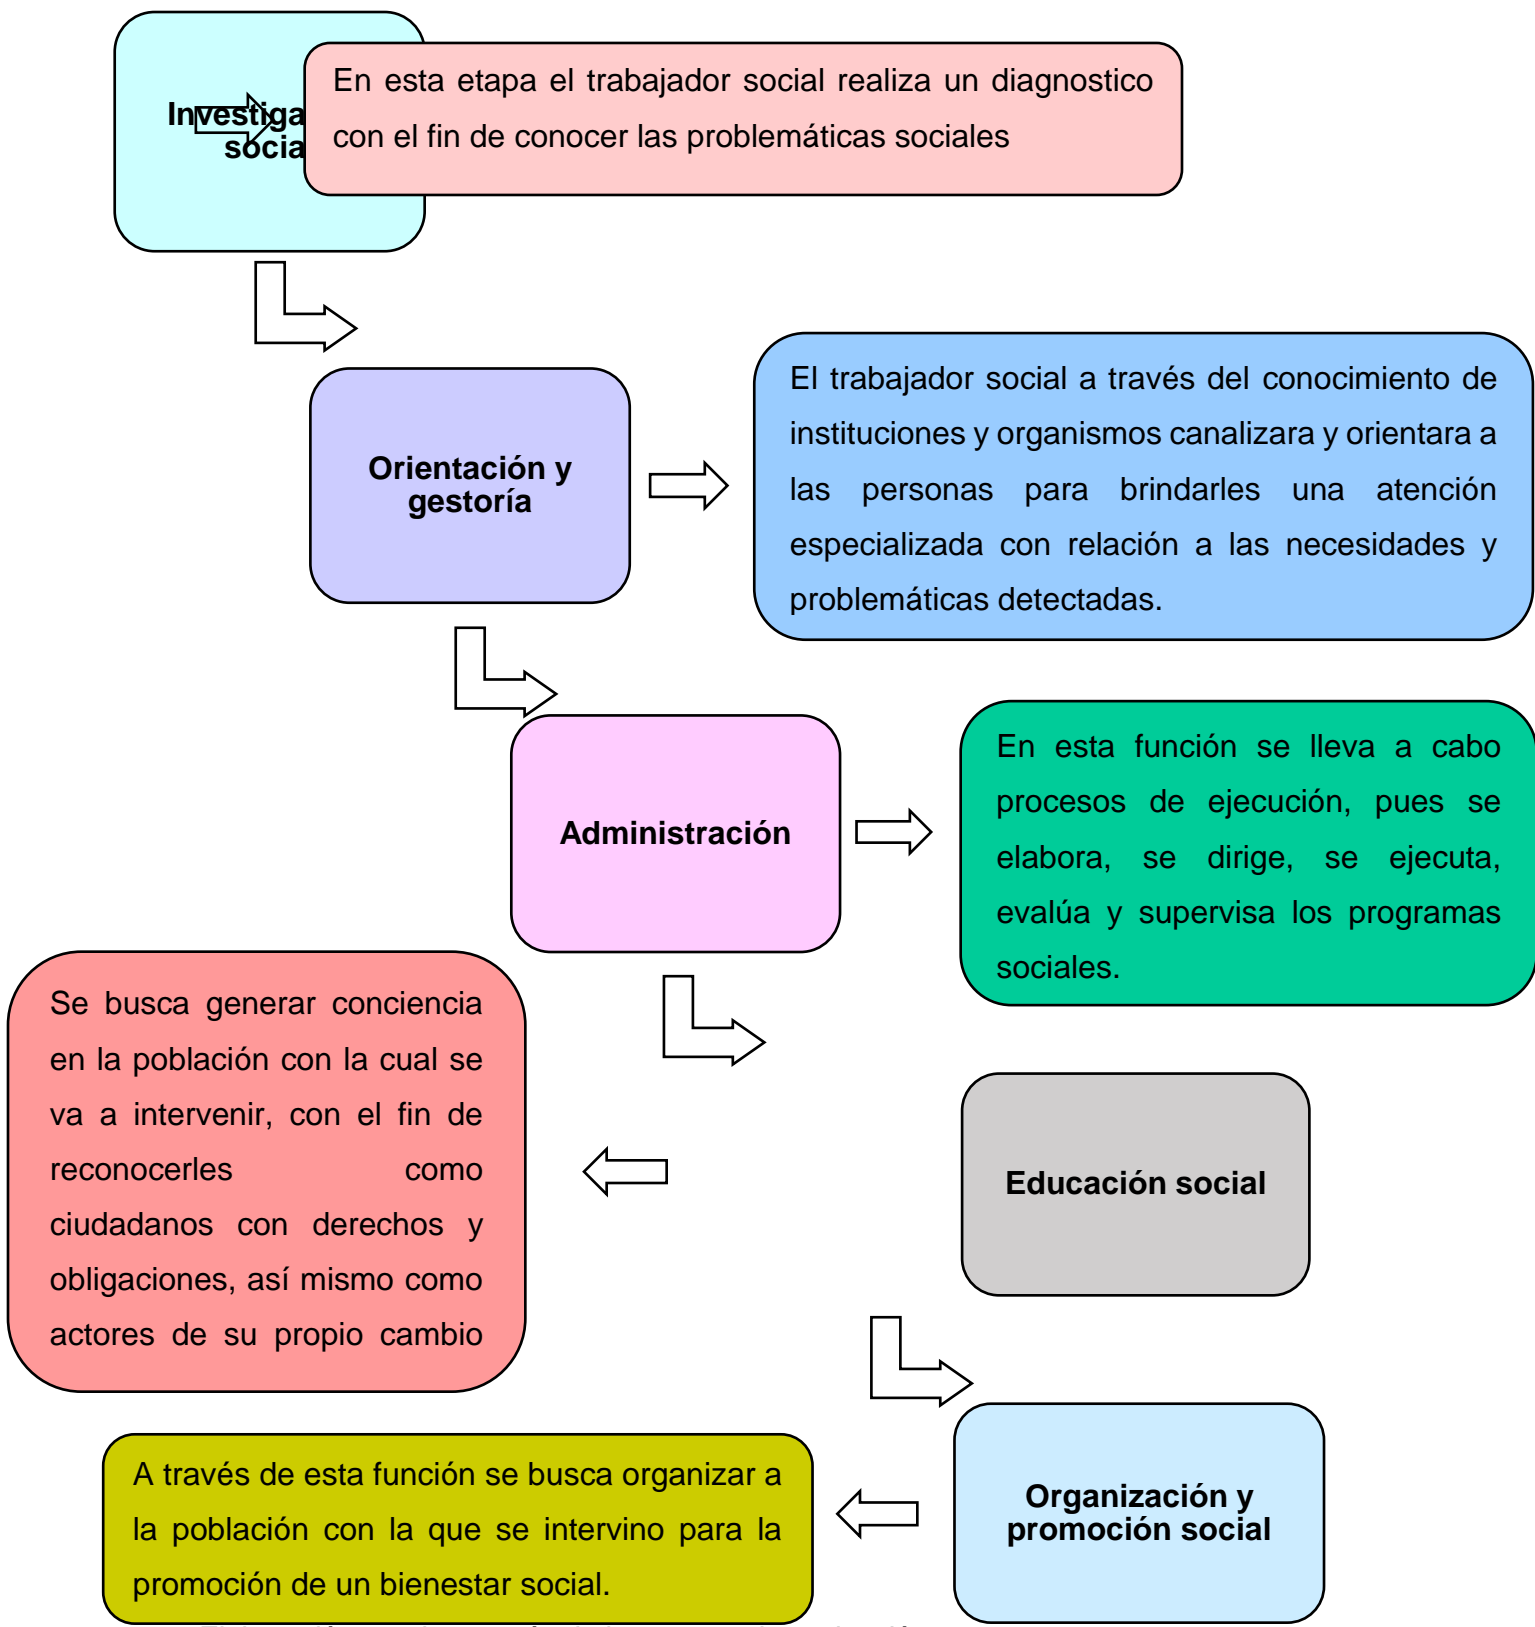 En esta etapa el trabajador social realiza un diagnostico
con el fin de conocer las problemáticas sociales
Orientación y
gestoría
El trabajador social a través del conocimiento de
instituciones y organismos canalizara y orientara a
las personas para brindarles una atención
especializada con relación a las necesidades y
problemáticas detectadas.
Administración
En esta función se lleva a cabo
procesos de ejecución, pues se
elabora, se dirige, se ejecuta,
evalúa y supervisa los programas
sociales.
Se busca generar conciencia
en la población con la cual se
va a intervenir, con el fin de
reconocerles como
ciudadanos con derechos y
obligaciones, así mismo como
actores de su propio cambio
Educación social
Organización y
promoción social
A través de esta función se busca organizar a
la población con la que se intervino para la
promoción de un bienestar social.